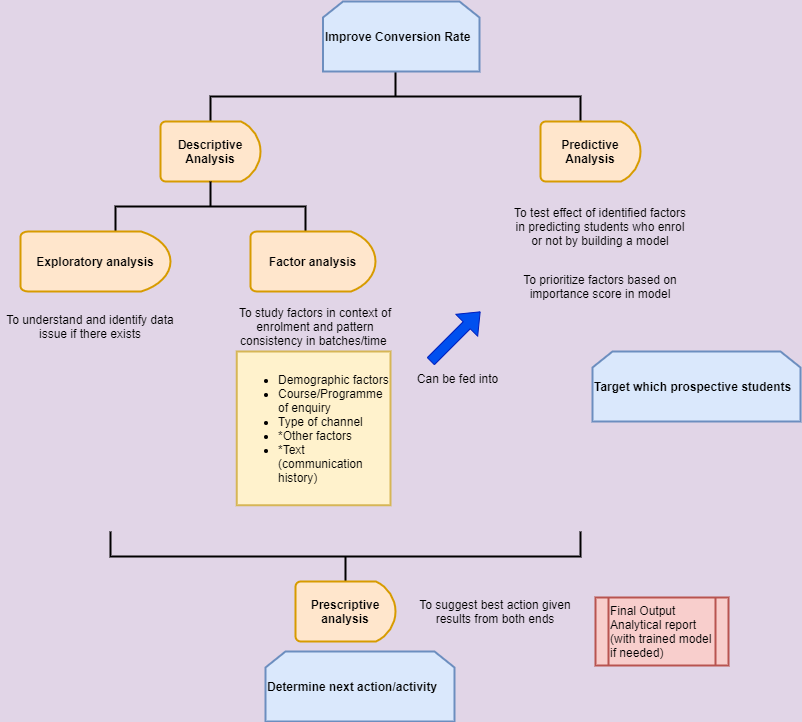 Improve Conversion Rate
Descriptive
Analysis
Predictive
Analysis
Exploratory analysis
Factor analysis
To understand and identify data
issue if there exists
To study factors in context of
enrolment and pattern
consistency in batches/time
• Demographic factors
• Course/Programme
of enquiry
• Type of channel
• *Other factors
• *Text
(communication
history)
Can be fed into
To test effect of identified factors
in predicting students who enrol
or not by building a model
To prioritize factors based on
importance score in model
Target which prospective students
Prescriptive
analysis
To suggest best action given
results from both ends
Final Output
Analytical report
(with trained model
if needed)
Determine next action/activity